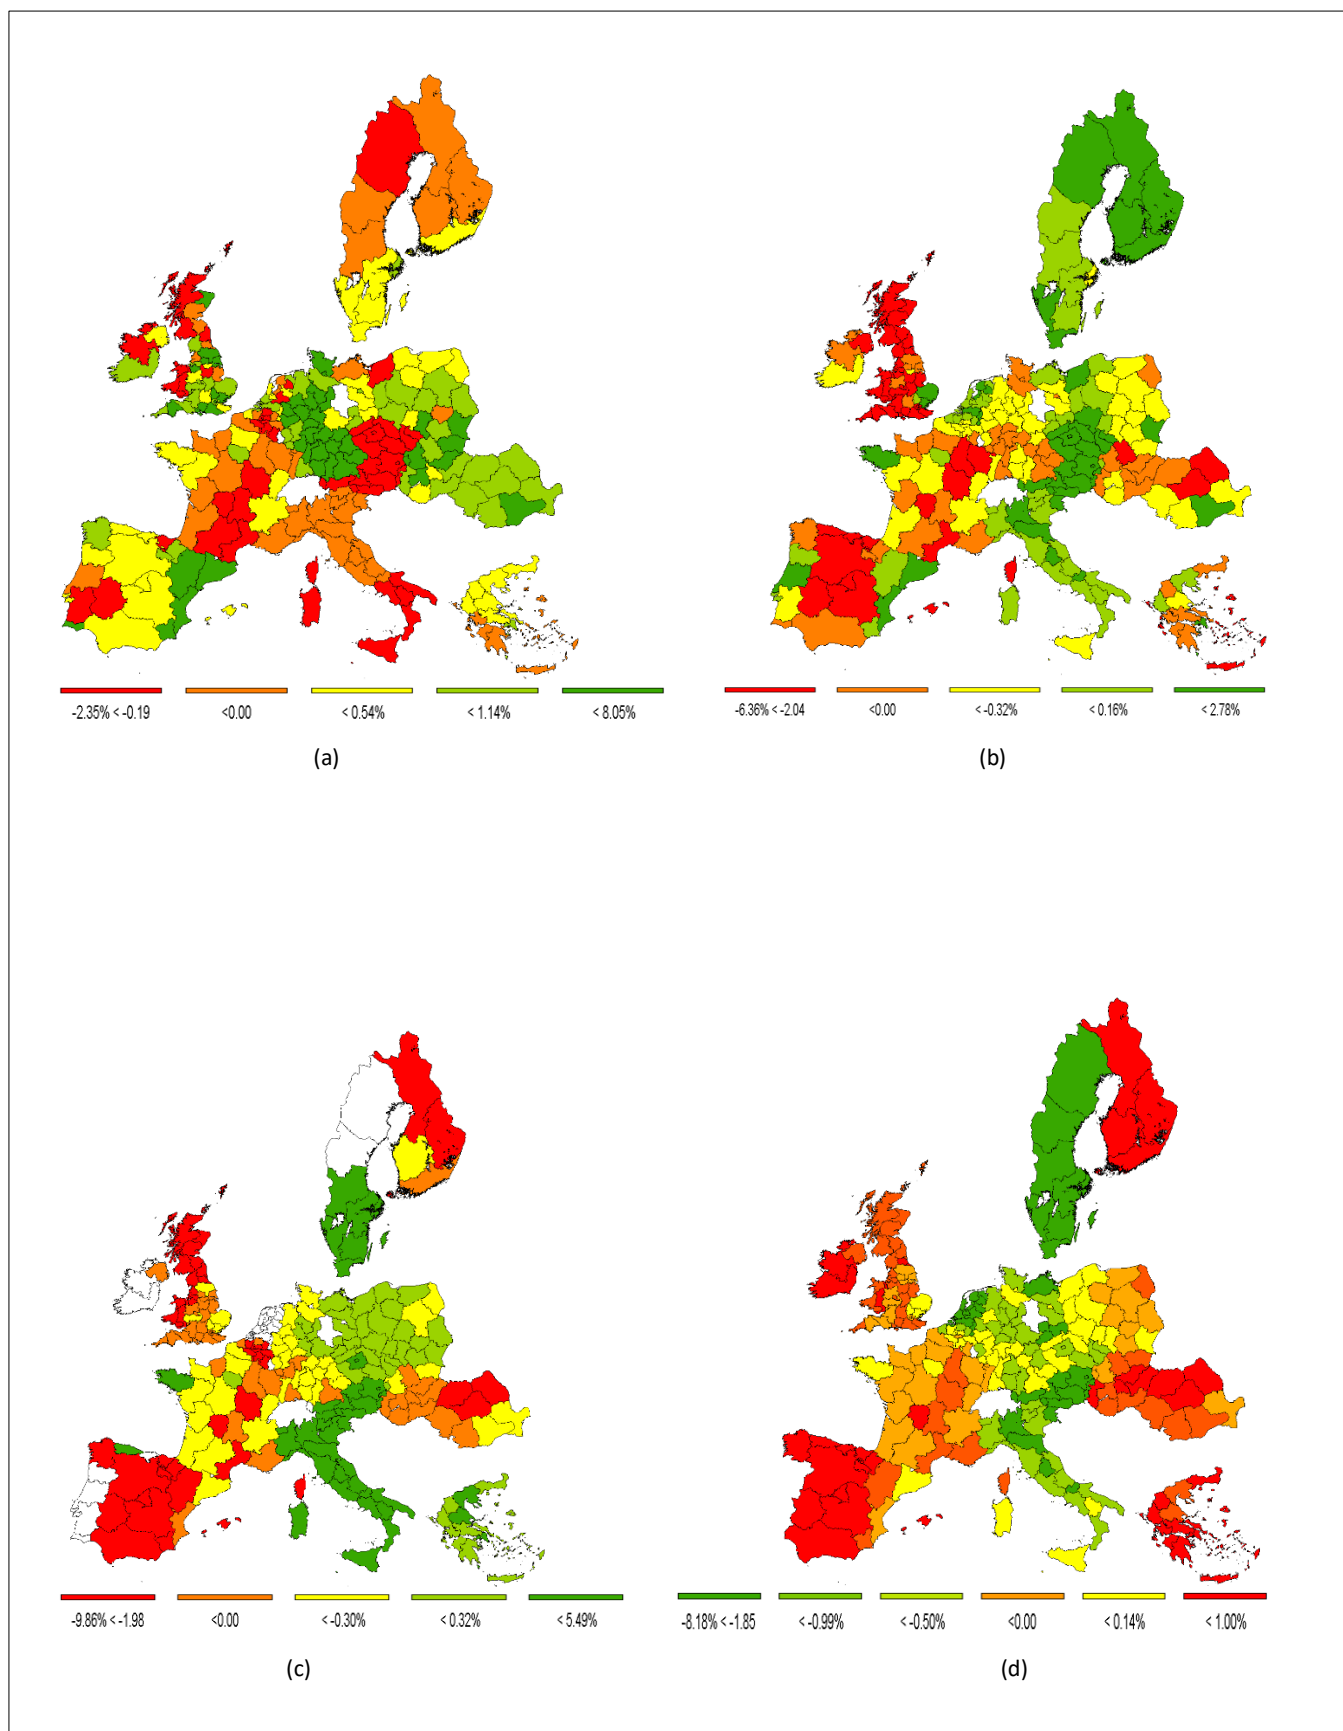 -2.35% < -0.19 <0.00 < 0.54% < 1.14% < 8.05%
-6.36% < -2.04 <0.00 < -0.32% < 0.16% < 2.78%
(a) (b)
-9.86% < -1.98 <0.00 < -0.30% < 0.32% < 5.49%
-8.18% < -1.85 < -0.99% < -0.50% <0.00 < 0.14% < 1.00%
(c) (d)